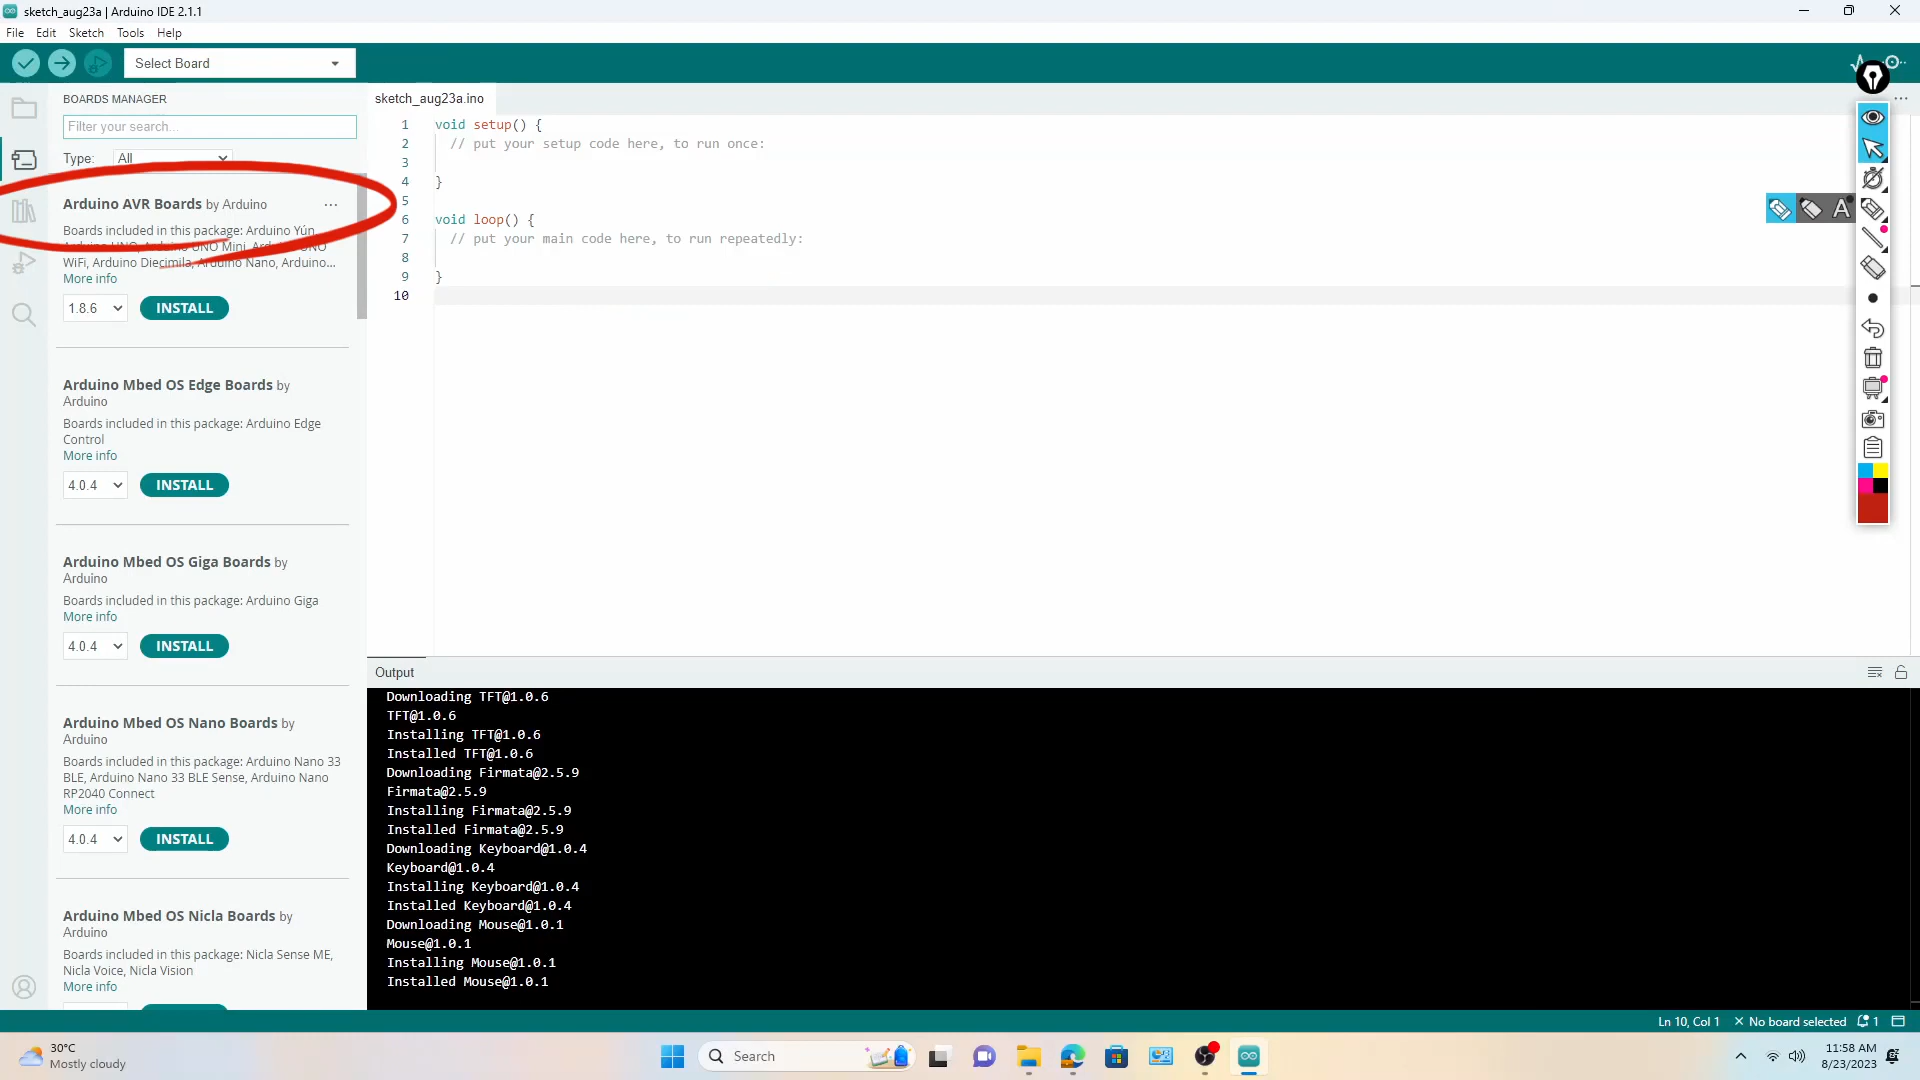 sketch_aug23a | Arduino IDE 2.1.1
File Edit Sketch Tools Help
Select Board
BOARDS MANAGER
Filter your search...
Type: All
Arduino AVR Boards by Arduino
Boards included in this package: Arduino Yún,
Arduino UNO, Arduino UNO Mini, Arduino UNO
WiFi, Arduino Diecimila, Arduino Nano, Arduino...
More info
1.8.6 INSTALL
Arduino Mbed OS Edge Boards by
Arduino
Boards included in this package: Arduino Edge
Control
More info
4.0.4 INSTALL
Arduino Mbed OS Giga Boards by
Arduino
Boards included in this package: Arduino Giga
More info
4.0.4 INSTALL
Arduino Mbed OS Nano Boards by
Arduino
Boards included in this package: Arduino Nano 33
BLE, Arduino Nano 33 BLE Sense, Arduino Nano
RP2040 Connect
More info
4.0.4 INSTALL
Arduino Mbed OS Nicla Boards by
Arduino
Boards included in this package: Nicla Sense ME,
Nicla Voice, Nicla Vision
More info
sketch_aug23a.ino
1 void setup() {
2 // put your setup code here, to run once:
3
4 }
5
6 void loop() {
7 // put your main code here, to run repeatedly:
8
9 }
10
A
Output
Downloading TFT@1.0.6
TFT@1.0.6
Installing TFT@1.0.6
Installed TFT@1.0.6
Downloading Firmata@2.5.9
Firmata@2.5.9
Installing Firmata@2.5.9
Installed Firmata@2.5.9
Downloading Keyboard@1.0.4
Keyboard@1.0.4
Installing Keyboard@1.0.4
Installed Keyboard@1.0.4
Downloading Mouse@1.0.1
Mouse@1.0.1
Installing Mouse@1.0.1
Installed Mouse@1.0.1
Ln 10, Col 1 No board selected 1
30°C
Mostly cloudy
Search
11:58 AM
8/23/2023